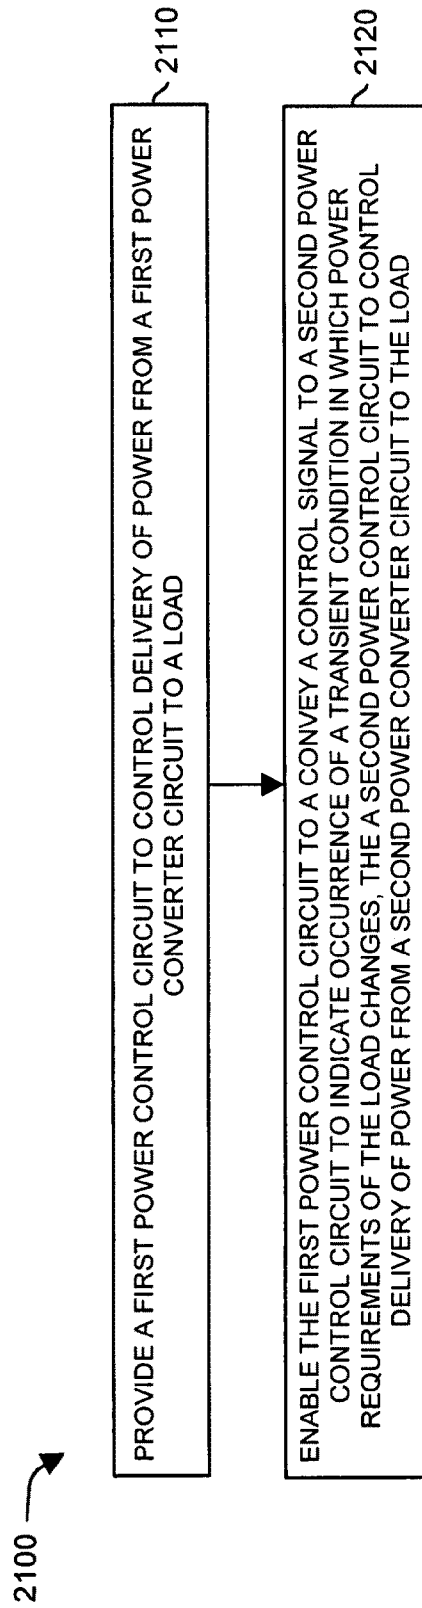 2100
PROVIDE A FIRST POWER CONTROL CIRCUIT TO CONTROL DELIVERY OF POWER FROM A FIRST POWER
CONVERTER CIRCUIT TO A LOAD
2110
ENABLE THE FIRST POWER CONTROL CIRCUIT TO A CONVEY A CONTROL SIGNAL TO A SECOND POWER
CONTROL CIRCUIT TO INDICATE OCCURRENCE OF A TRANSIENT CONDITION IN WHICH POWER
REQUIREMENTS OF THE LOAD CHANGES, THE A SECOND POWER CONTROL CIRCUIT TO CONTROL
DELIVERY OF POWER FROM A SECOND POWER CONVERTER CIRCUIT TO THE LOAD
2120